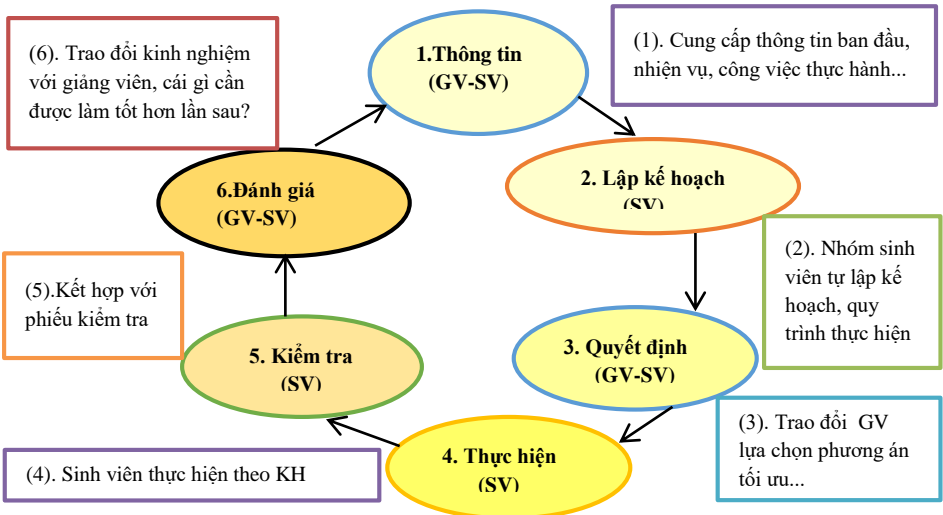 (6). Trao đổi kinh nghiệm
với giảng viên, cái gì cần
được làm tốt hơn lần sau?
1.Thông tin
(GV-SV)
(1). Cung cấp thông tin ban đầu,
nhiện vụ, công việc thực hành...
6.Đánh giá
(GV-SV)
2. Lập kế hoạch
(SV)
(2). Nhóm sinh
viên tự lập kế
hoạch, quy
trình thực hiện
(5).Kết hợp với
phiếu kiểm tra
5. Kiểm tra
(SV)
3. Quyết định
(GV-SV)
(3). Trao đổi GV
lựa chọn phương án
tối ưu...
4. Thực hiện
(SV)
(4). Sinh viên thực hiện theo KH